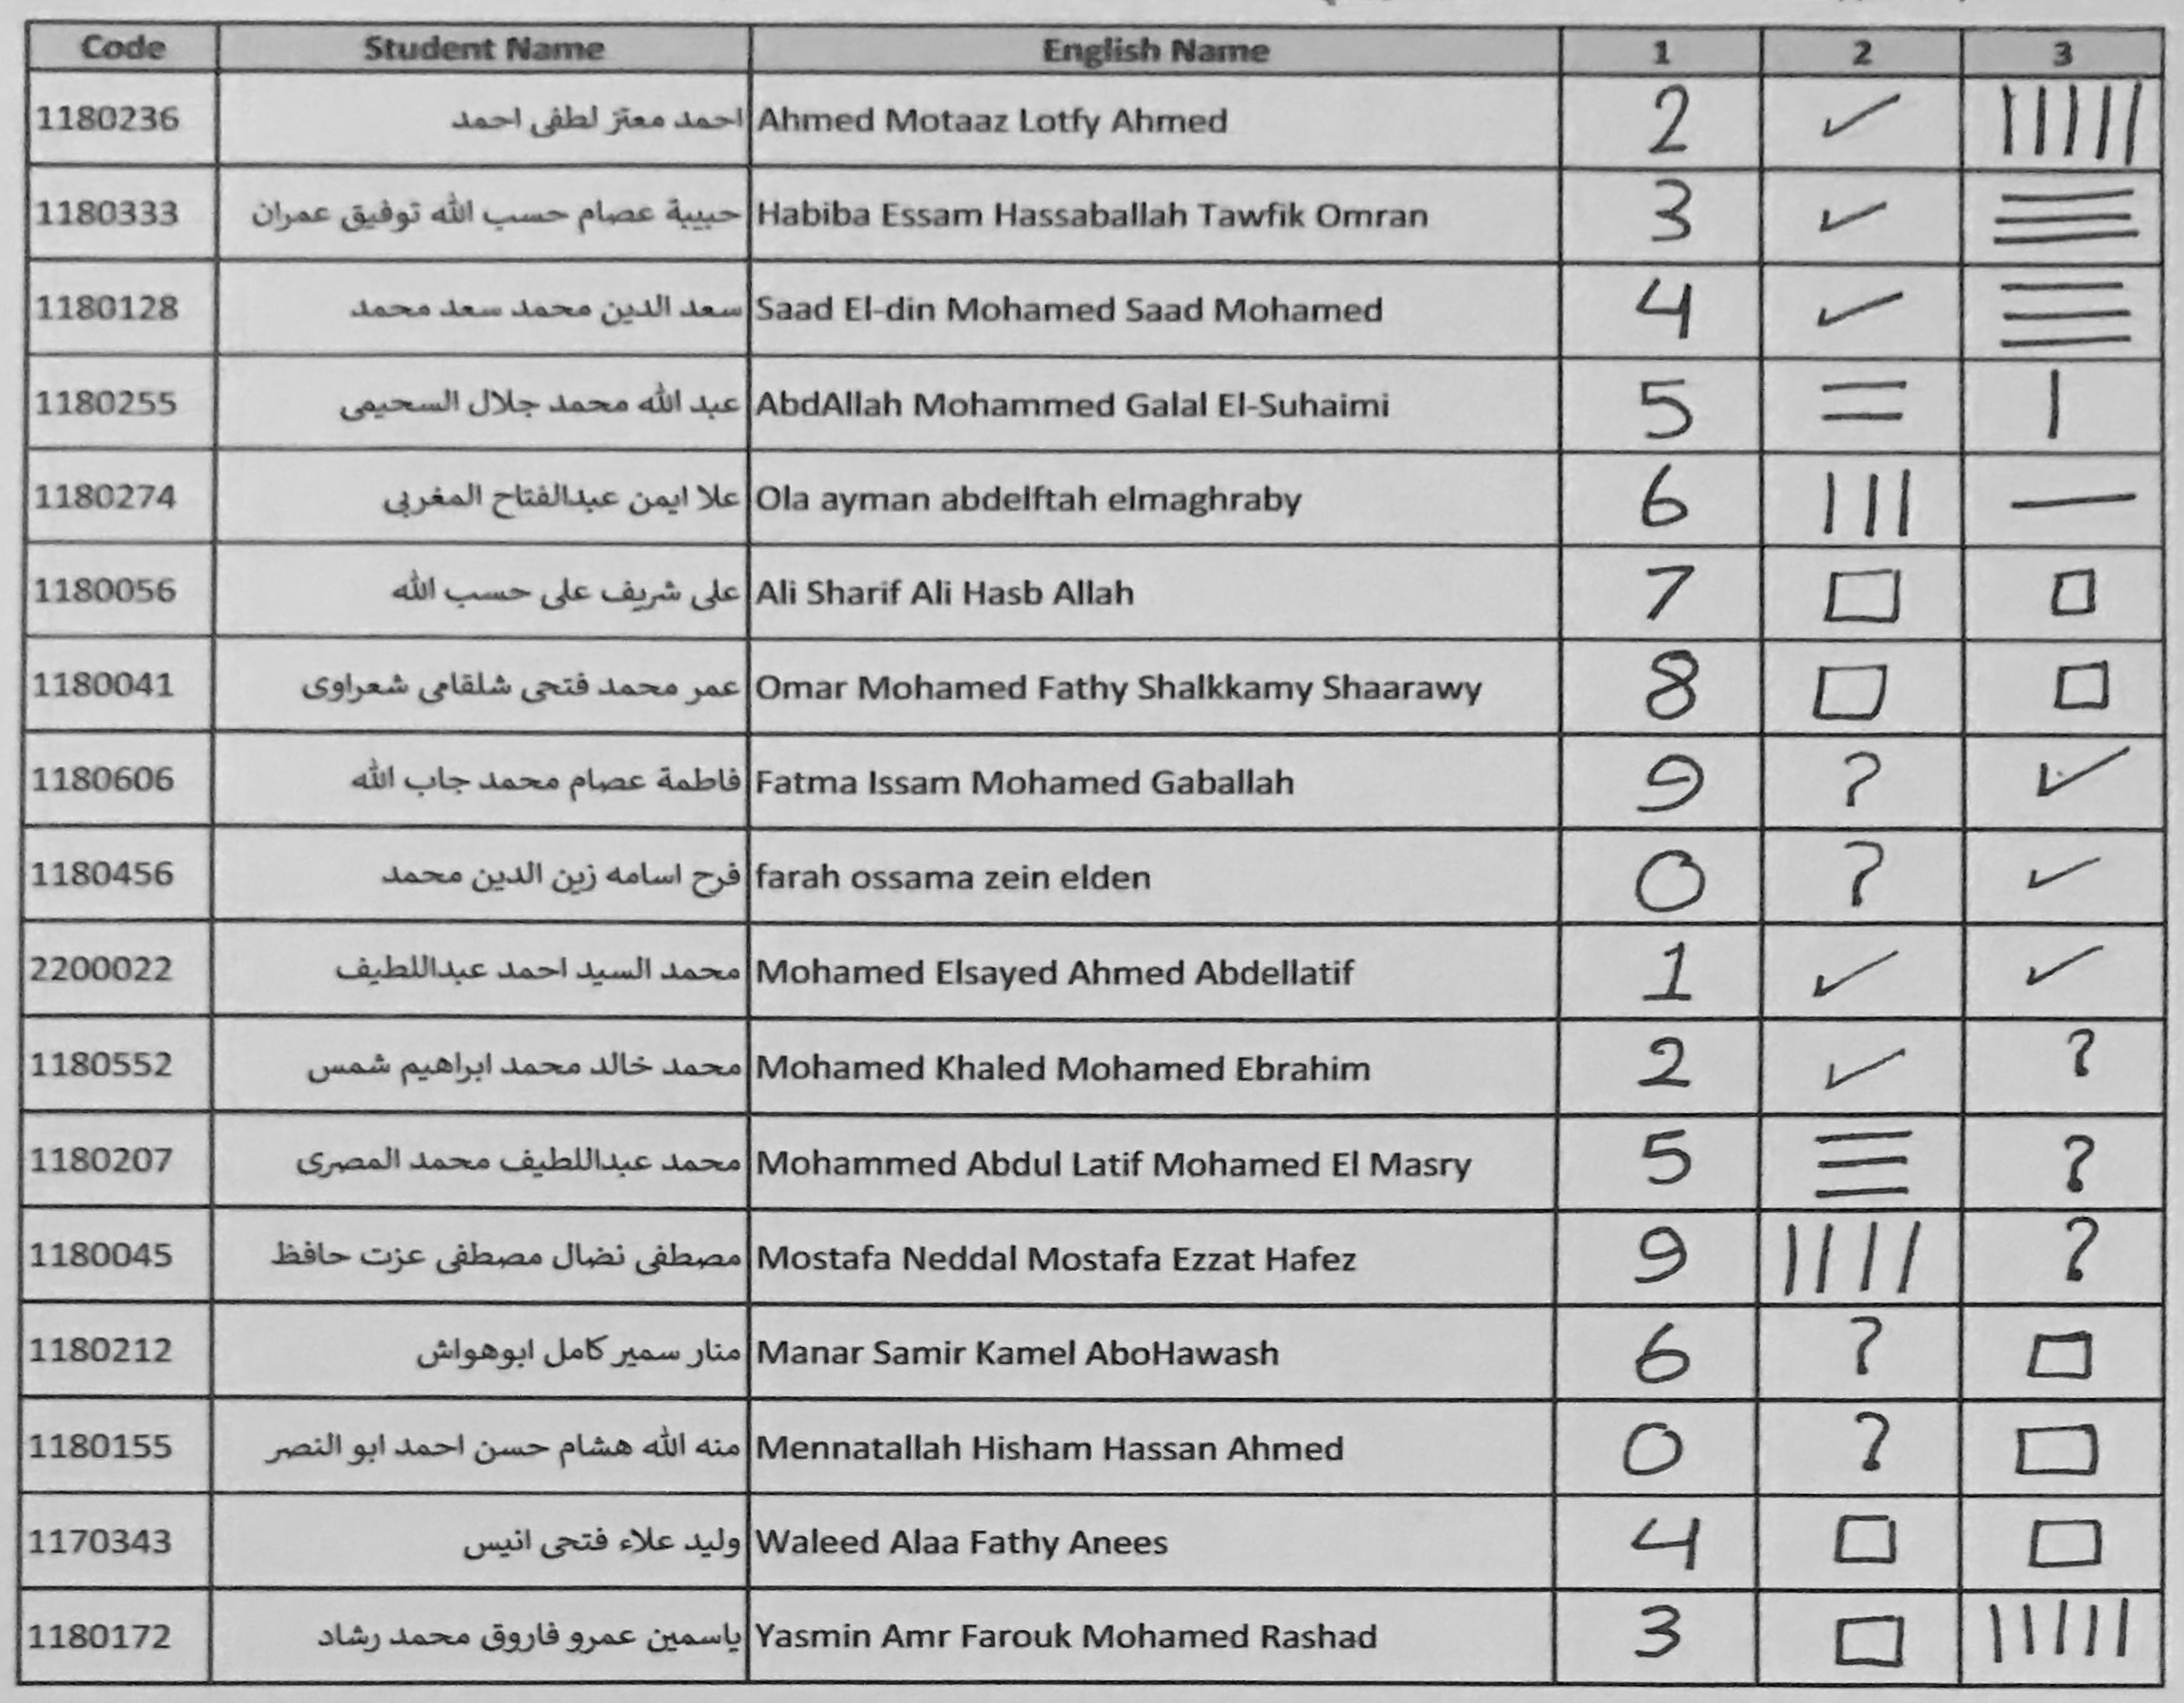 Code Student Name English Name 1 2 3
1180236 احمد معتز لطفى احمد Ahmed Motaaz Lotfy Ahmed 2 ✓ |||||
1180333 حبيبة عصام حسب الله توفيق عمران Habiba Essam Hassaballah Tawfik Omran 3 ✓ ☰
1180128 سعد الدين محمد سعد محمد Saad El-din Mohamed Saad Mohamed 4 ✓ ☰
1180255 عبد الله محمد جلال السحيمى AbdAllah Mohammed Galal El-Suhaimi 5 = |
1180274 علا ايمن عبدالفتاح المغربى Ola ayman abdelftah elmaghraby 6 ||| —
1180056 على شريف على حسب الله Ali Sharif Ali Hasb Allah 7 □ □
1180041 عمر محمد فتحى شلقامى شعراوى Omar Mohamed Fathy Shalkkamy Shaarawy 8 □ □
1180606 فاطمة عصام محمد جاب الله Fatma Issam Mohamed Gaballah 9 ? ✓
1180456 فرح اسامه زين الدين محمد farah ossama zein elden 0 ? ✓
2200022 محمد السيد احمد عبداللطيف Mohamed Elsayed Ahmed Abdellatif 1 ✓ ✓
1180552 محمد خالد محمد ابراهيم شمس Mohamed Khaled Mohamed Ebrahim 2 ✓ ?
1180207 محمد عبداللطيف محمد المصرى Mohammed Abdul Latif Mohamed El Masry 5 ☰ ?
1180045 مصطفى نضال مصطفى عزت حافظ Mostafa Neddal Mostafa Ezzat Hafez 9 |||| ?
1180212 منار سمير كامل ابوهواش Manar Samir Kamel AboHawash 6 ? □
1180155 منه الله هشام حسن احمد ابو النصر Mennatallah Hisham Hassan Ahmed 0 ? □
1170343 وليد علاء فتحى انيس Waleed Alaa Fathy Anees 4 □ □
1180172 ياسمين عمرو فاروق محمد رشاد Yasmin Amr Farouk Mohamed Rashad 3 □ |||||